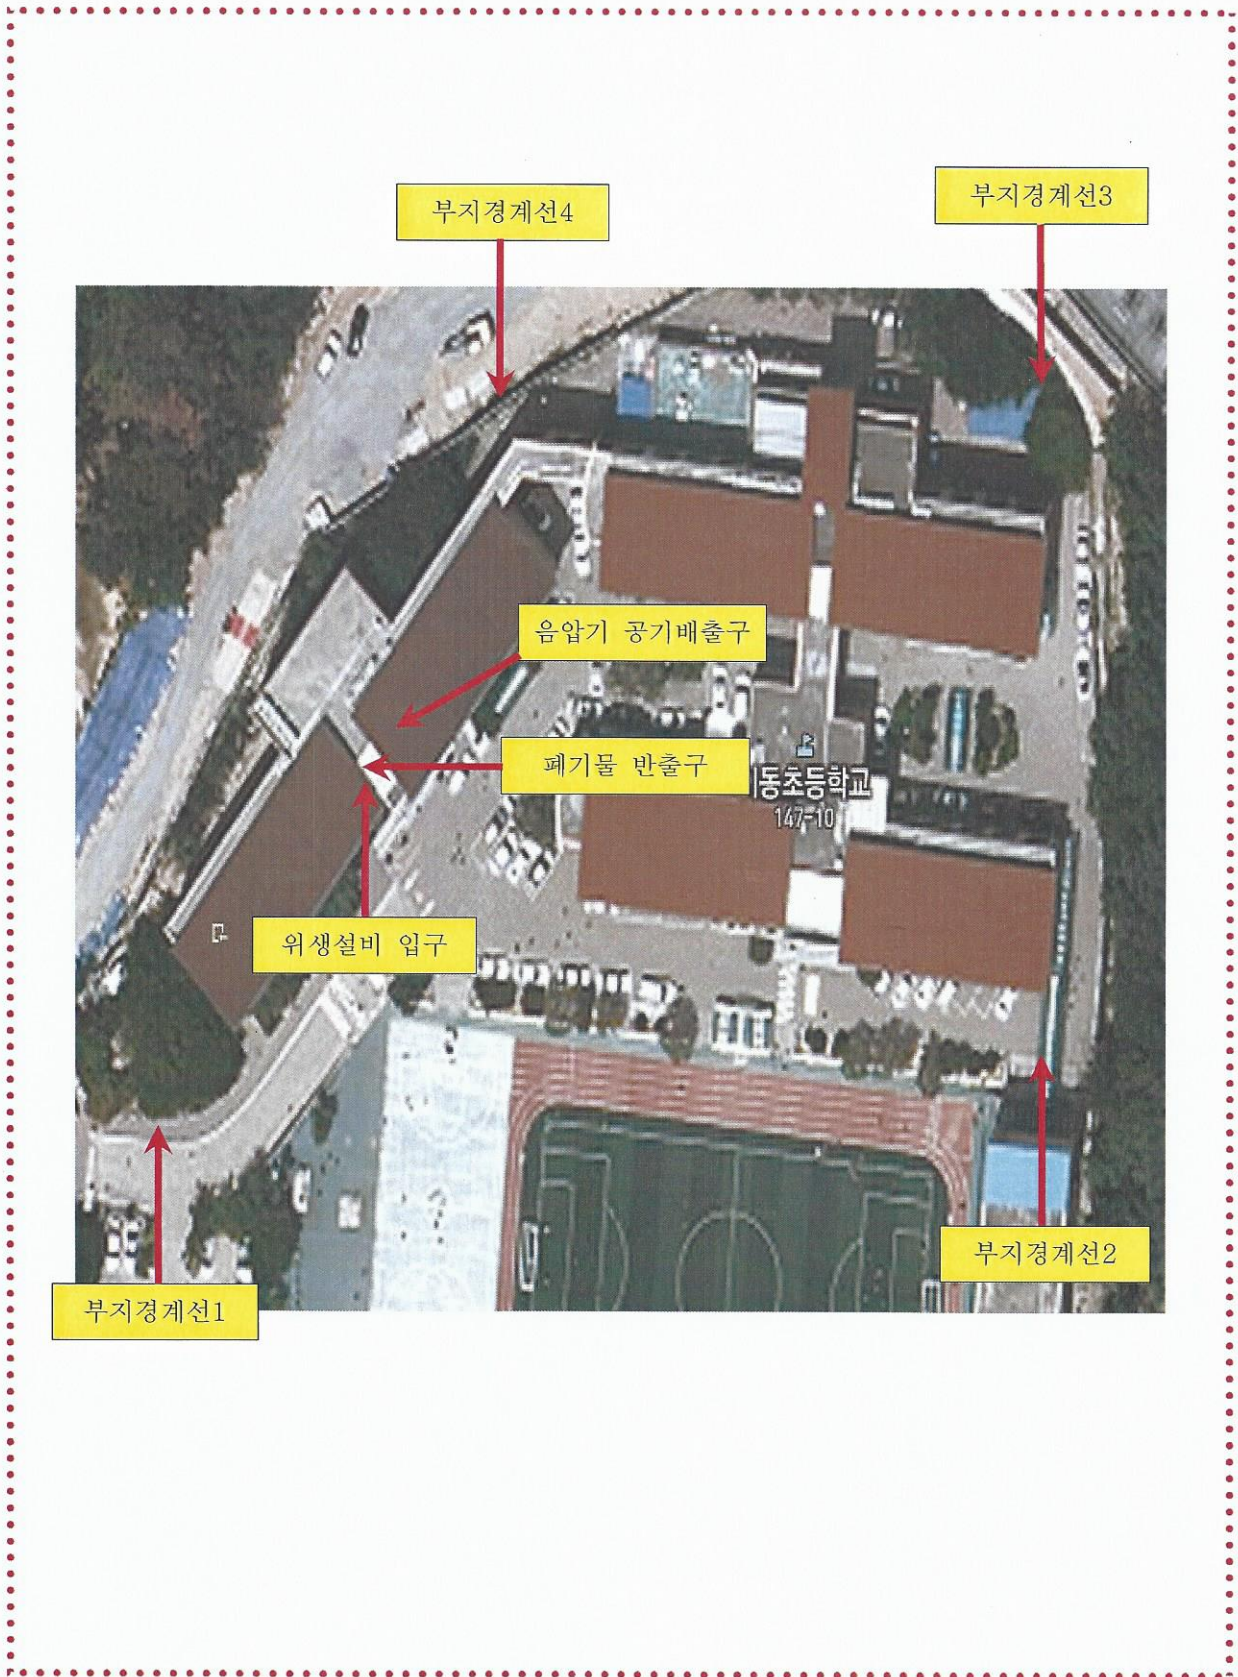 부지경계선4
부지경계선3
음압기 공기배출구
폐기물 반출구
동초등학교
147-10
위생설비 입구
부지경계선2
부지경계선1